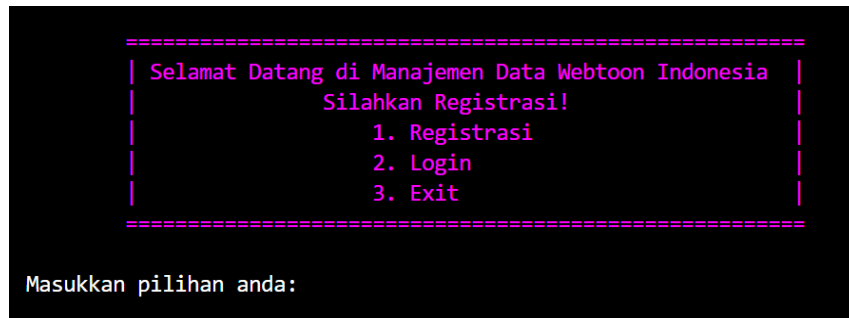 =======================================================
| Selamat Datang di Manajemen Data Webtoon Indonesia |
| Silahkan Registrasi! |
| 1. Registrasi |
| 2. Login |
| 3. Exit |
=======================================================
Masukkan pilihan anda: